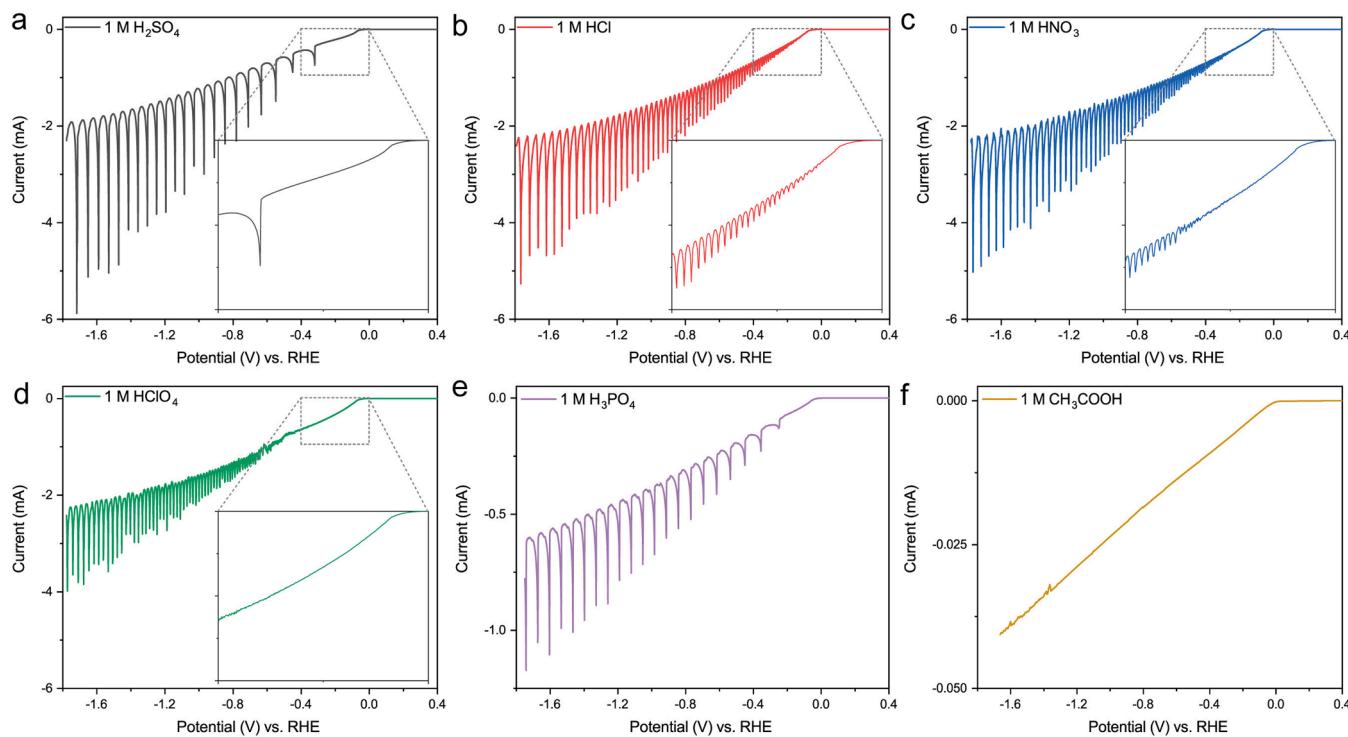 a
1 M H₂SO₄
0
-2
-4
-6
Current (mA)
-1.6 -1.2 -0.8 -0.4 0.0 0.4
Potential (V) vs. RHE
b
1 M HCl
0
-2
-4
-6
Current (mA)
-1.6 -1.2 -0.8 -0.4 0.0 0.4
Potential (V) vs. RHE
c
1 M HNO₃
0
-2
-4
-6
Current (mA)
-1.6 -1.2 -0.8 -0.4 0.0 0.4
Potential (V) vs. RHE
d
1 M HClO₄
0
-2
-4
-6
Current (mA)
-1.6 -1.2 -0.8 -0.4 0.0 0.4
Potential (V) vs. RHE
e
1 M H₃PO₄
0.0
-0.5
-1.0
Current (mA)
-1.6 -1.2 -0.8 -0.4 0.0 0.4
Potential (V) vs. RHE
f
1 M CH₃COOH
0.000
-0.025
-0.050
Current (mA)
-1.6 -1.2 -0.8 -0.4 0.0 0.4
Potential (V) vs. RHE